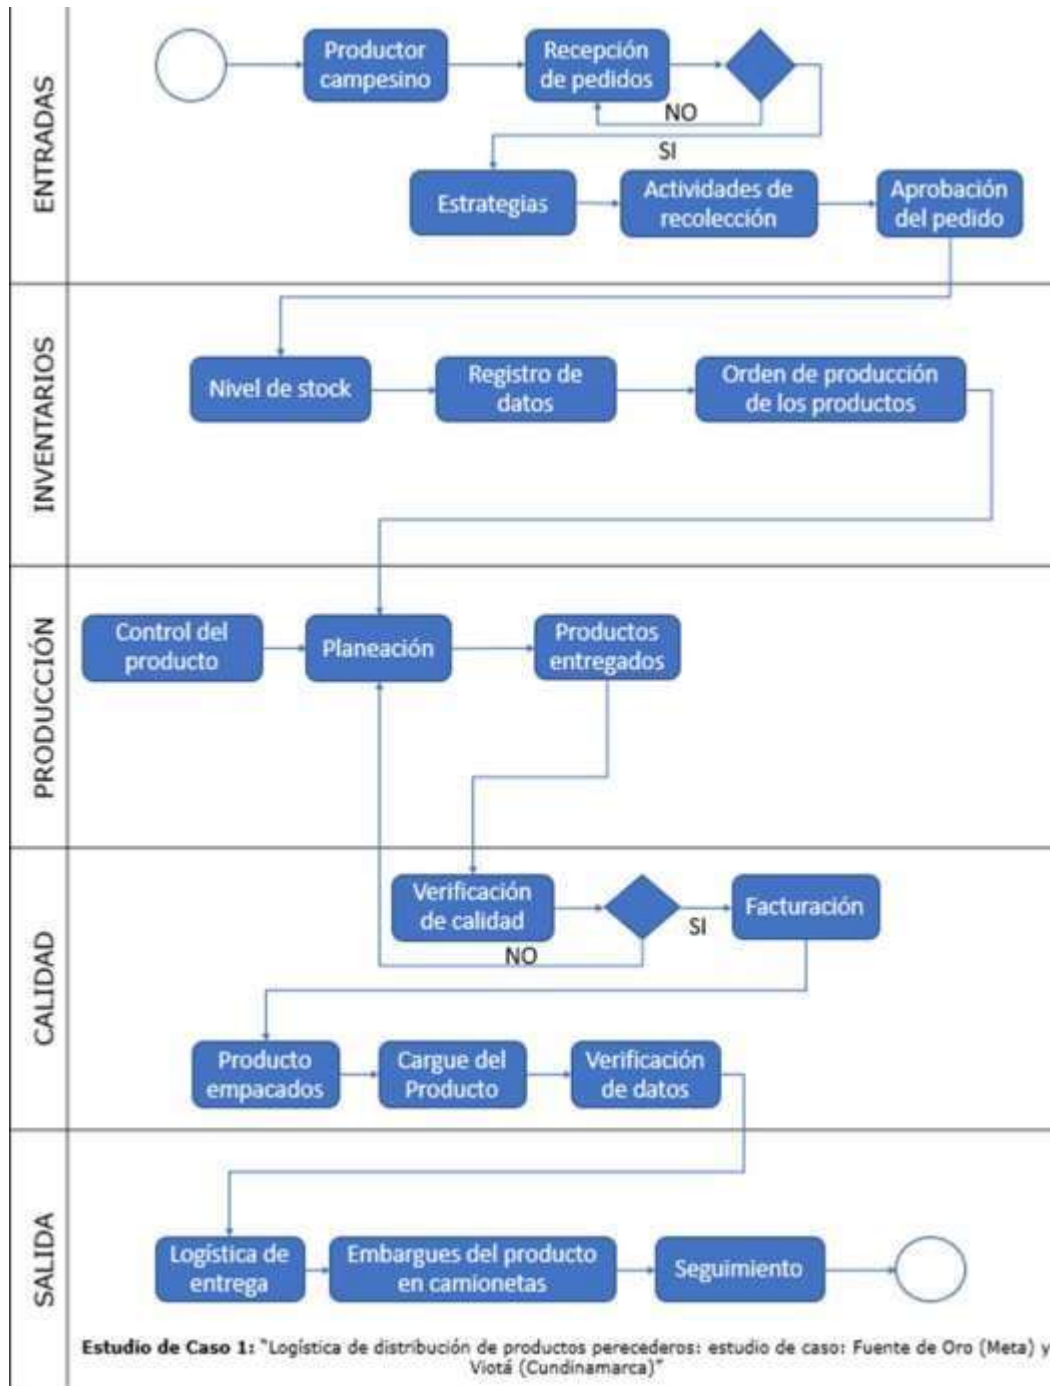 ENTRADAS
Productor
campesino
Recepción
de pedidos
NO
SI
Estrategias
Actividades de
recolección
Aprobación
del pedido
INVENTARIOS
Nivel de stock
Registro de
datos
Orden de producción
de los productos
PRODUCCIÓN
Control del
producto
Planeación
Productos
entregados
CALIDAD
Verificación
de calidad
SI
NO
Facturación
Producto
empacados
Cargue del
Producto
Verificación
de datos
SALIDA
Logística de
entrega
Embargues del producto
en camionetas
Seguimiento
Estudio de Caso 1: "Logística de distribución de productos perecederos: estudio de caso: Fuente de Oro (Meta) y
Viotá (Cundinamarca)"